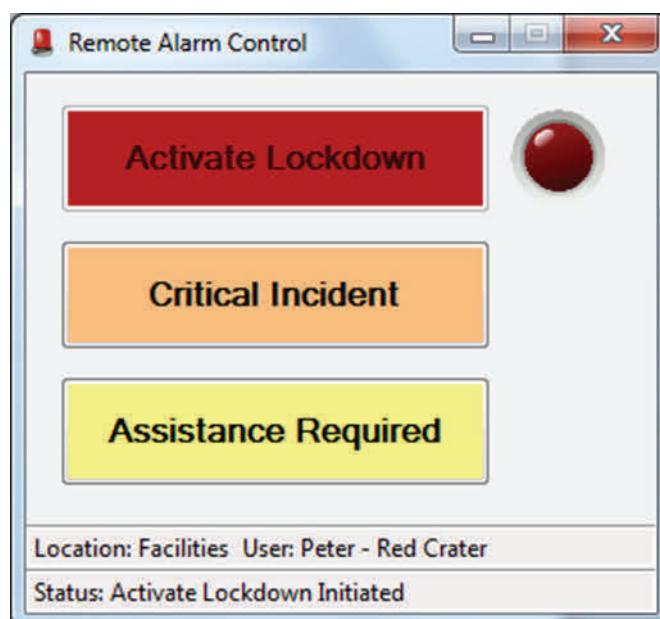 Remote Alarm Control
Activate Lockdown
Critical Incident
Assistance Required
Location: Facilities  User: Peter - Red Crater
Status: Activate Lockdown Initiated